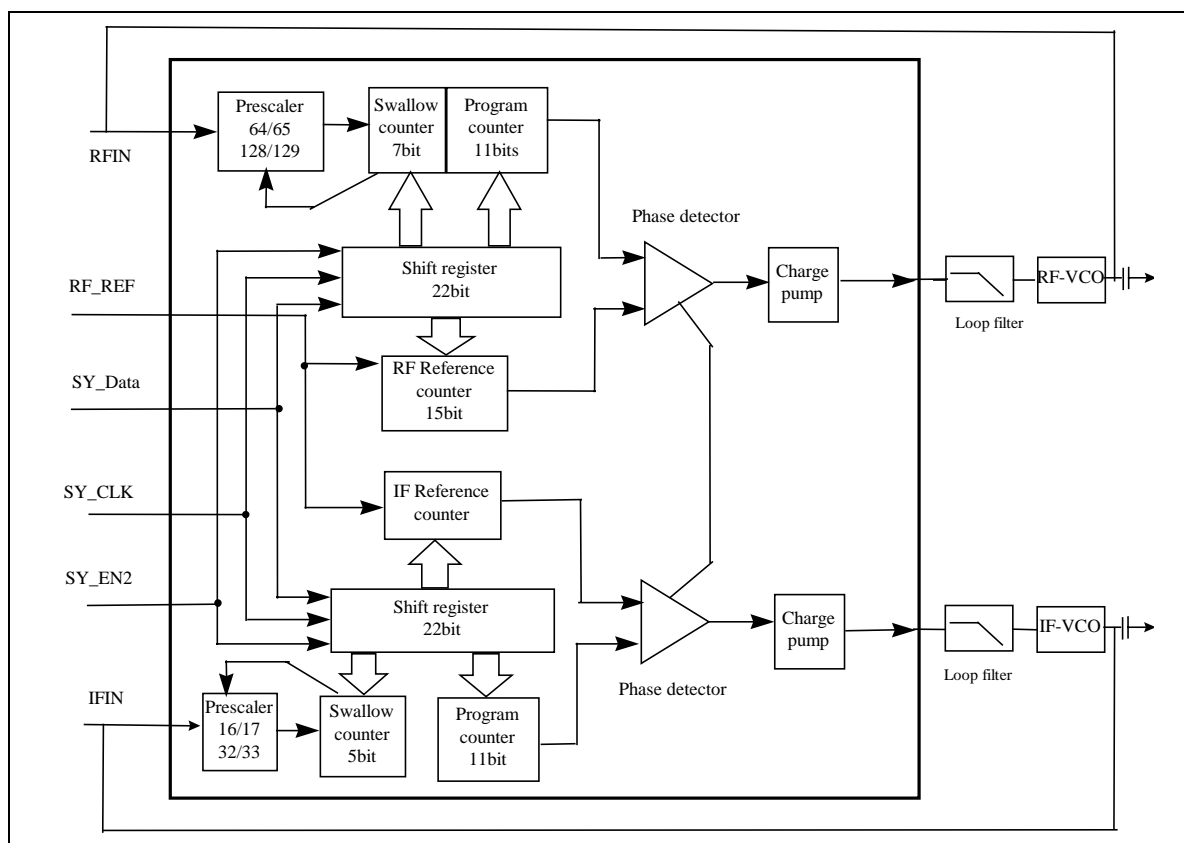 Prescaler
64/65
128/129
Swallow
counter
7bit
Program
counter
11bits
RFIN
Phase detector
Shift register
22bit
RF_REF
Charge
pump
RF-VCO
Loop filter
RF Reference
counter
15bit
SY_Data
SY_CLK
IF Reference
counter
SY_EN2
Shift register
22bit
Charge
pump
IF-VCO
Loop filter
Phase detector
IFIN
Prescaler
16/17
32/33
Swallow
counter
5bit
Program
counter
11bit